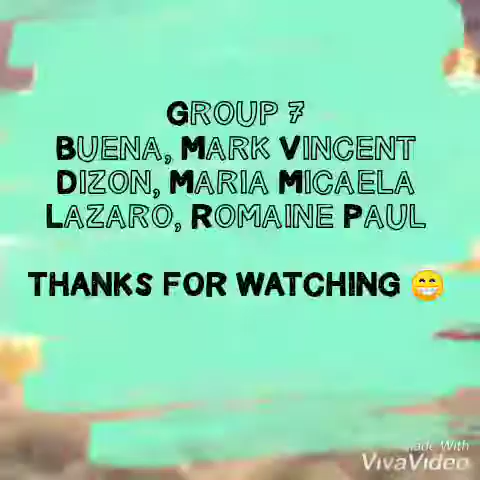 Group 7
Buena, Mark Vincent
Dizon, Maria Micaela
Lazaro, Romaine Paul
THANKS FOR WATCHING 😁
Made With
VivaVideo